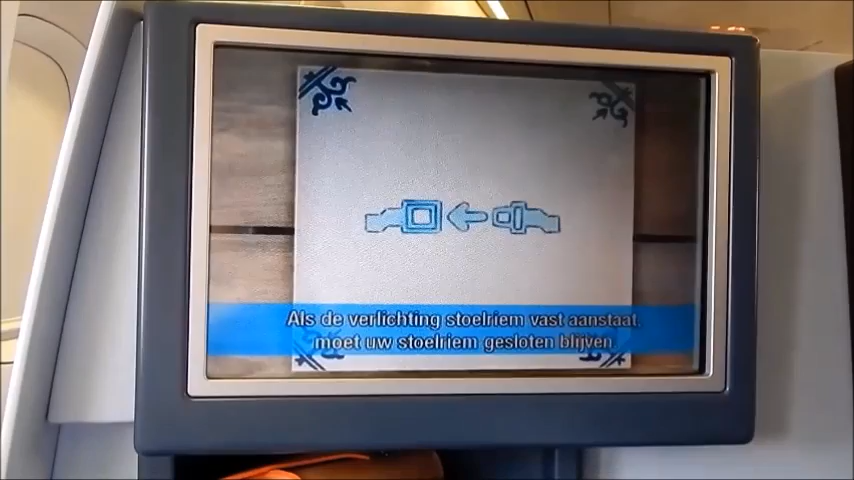 Als de verlichting stoelriem vast aanstaat,
moet uw stoelriem gesloten blijven